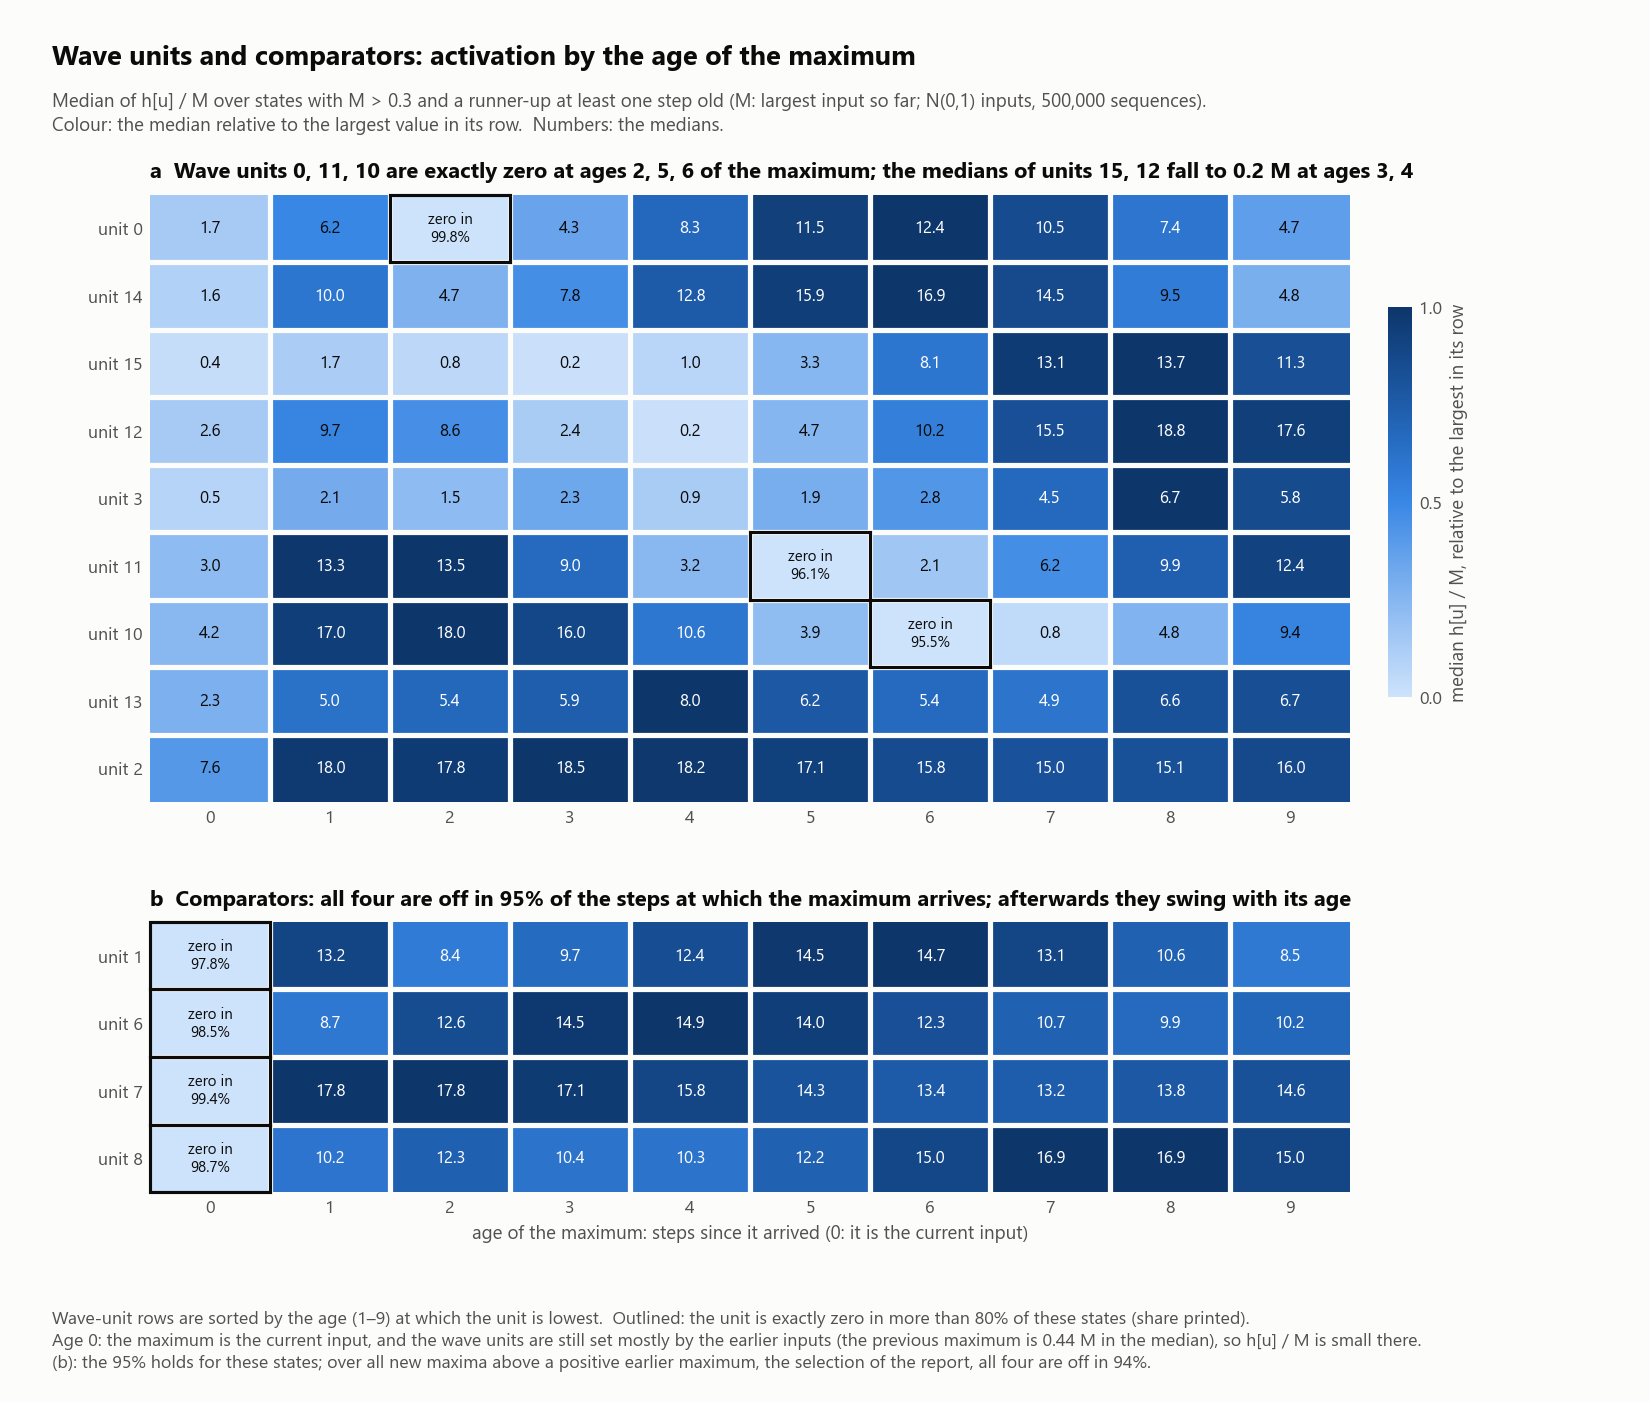 Wave units and comparators: activation by the age of the maximum
Median of h[u] / M over states with M > 0.3 and a runner-up at least one step old (M: largest input so far; N(0,1) inputs, 500,000 sequences).
Colour: the median relative to the largest value in its row.  Numbers: the medians.
a  Wave units 0, 11, 10 are exactly zero at ages 2, 5, 6 of the maximum; the medians of units 15, 12 fall to 0.2 M at ages 3, 4
unit 0 1.7 6.2 zero in 99.8% 4.3 8.3 11.5 12.4 10.5 7.4 4.7
unit 14 1.6 10.0 4.7 7.8 12.8 15.9 16.9 14.5 9.5 4.8
unit 15 0.4 1.7 0.8 0.2 1.0 3.3 8.1 13.1 13.7 11.3
unit 12 2.6 9.7 8.6 2.4 0.2 4.7 10.2 15.5 18.8 17.6
unit 3 0.5 2.1 1.5 2.3 0.9 1.9 2.8 4.5 6.7 5.8
unit 11 3.0 13.3 13.5 9.0 3.2 zero in 96.1% 2.1 6.2 9.9 12.4
unit 10 4.2 17.0 18.0 16.0 10.6 3.9 zero in 95.5% 0.8 4.8 9.4
unit 13 2.3 5.0 5.4 5.9 8.0 6.2 5.4 4.9 6.6 6.7
unit 2 7.6 18.0 17.8 18.5 18.2 17.1 15.8 15.0 15.1 16.0
0 1 2 3 4 5 6 7 8 9
1.0
0.5
0.0
median h[u] / M, relative to the largest in its row
b  Comparators: all four are off in 95% of the steps at which the maximum arrives; afterwards they swing with its age
unit 1 zero in 97.8% 13.2 8.4 9.7 12.4 14.5 14.7 13.1 10.6 8.5
unit 6 zero in 98.5% 8.7 12.6 14.5 14.9 14.0 12.3 10.7 9.9 10.2
unit 7 zero in 99.4% 17.8 17.8 17.1 15.8 14.3 13.4 13.2 13.8 14.6
unit 8 zero in 98.7% 10.2 12.3 10.4 10.3 12.2 15.0 16.9 16.9 15.0
0 1 2 3 4 5 6 7 8 9
age of the maximum: steps since it arrived (0: it is the current input)
Wave-unit rows are sorted by the age (1–9) at which the unit is lowest.  Outlined: the unit is exactly zero in more than 80% of these states (share printed).
Age 0: the maximum is the current input, and the wave units are still set mostly by the earlier inputs (the previous maximum is 0.44 M in the median), so h[u] / M is small there.
(b): the 95% holds for these states; over all new maxima above a positive earlier maximum, the selection of the report, all four are off in 94%.